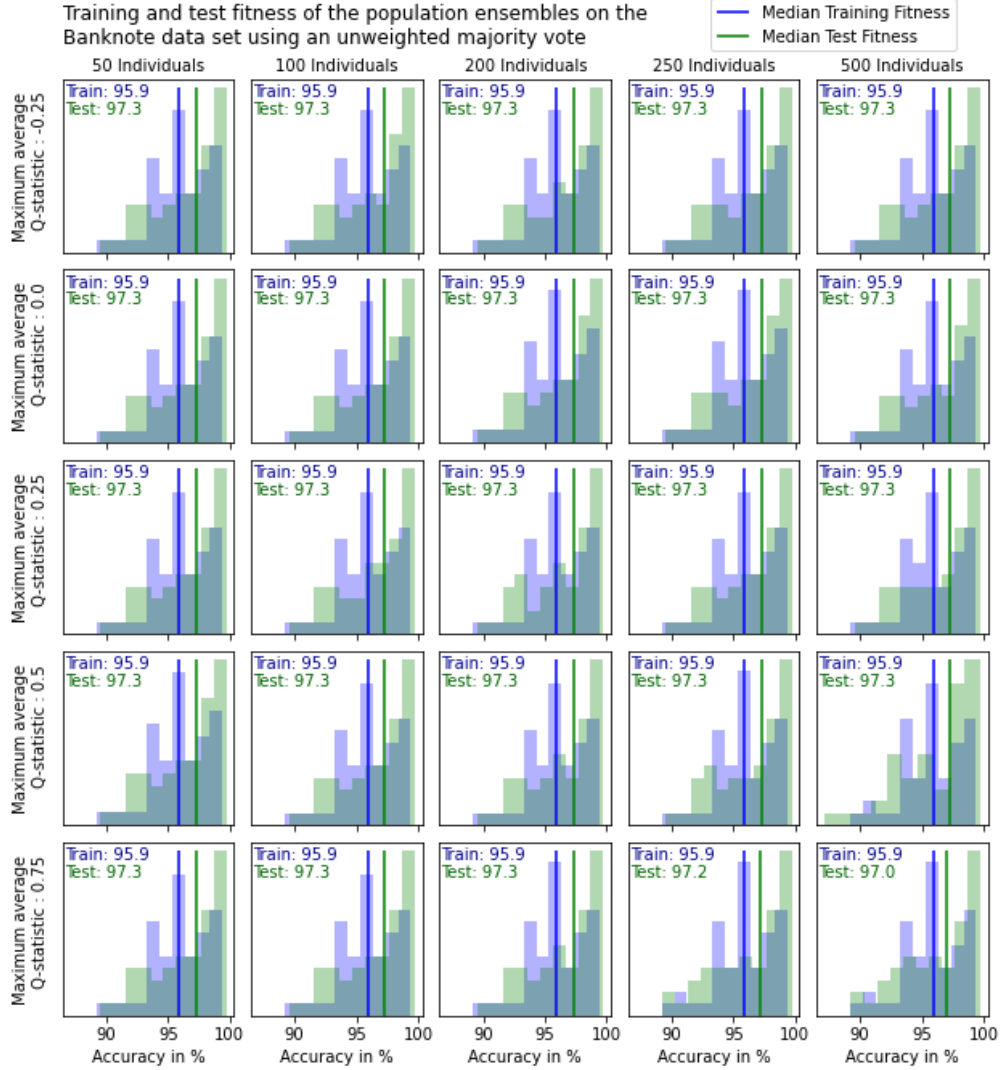 Training and test fitness of the population ensembles on the
Banknote data set using an unweighted majority vote
Median Training Fitness
Median Test Fitness
50 Individuals
100 Individuals
200 Individuals
250 Individuals
500 Individuals
Maximum average
Q-statistic : -0.25
Train: 95.9
Test: 97.3
Train: 95.9
Test: 97.3
Train: 95.9
Test: 97.3
Train: 95.9
Test: 97.3
Train: 95.9
Test: 97.3
Maximum average
Q-statistic : 0.0
Train: 95.9
Test: 97.3
Train: 95.9
Test: 97.3
Train: 95.9
Test: 97.3
Train: 95.9
Test: 97.3
Train: 95.9
Test: 97.3
Maximum average
Q-statistic : 0.25
Train: 95.9
Test: 97.3
Train: 95.9
Test: 97.3
Train: 95.9
Test: 97.3
Train: 95.9
Test: 97.3
Train: 95.9
Test: 97.3
Maximum average
Q-statistic : 0.5
Train: 95.9
Test: 97.3
Train: 95.9
Test: 97.3
Train: 95.9
Test: 97.3
Train: 95.9
Test: 97.3
Train: 95.9
Test: 97.3
Maximum average
Q-statistic : 0.75
Train: 95.9
Test: 97.3
Train: 95.9
Test: 97.3
Train: 95.9
Test: 97.3
Train: 95.9
Test: 97.2
Train: 95.9
Test: 97.0
90 95 100
90 95 100
90 95 100
90 95 100
90 95 100
Accuracy in %
Accuracy in %
Accuracy in %
Accuracy in %
Accuracy in %